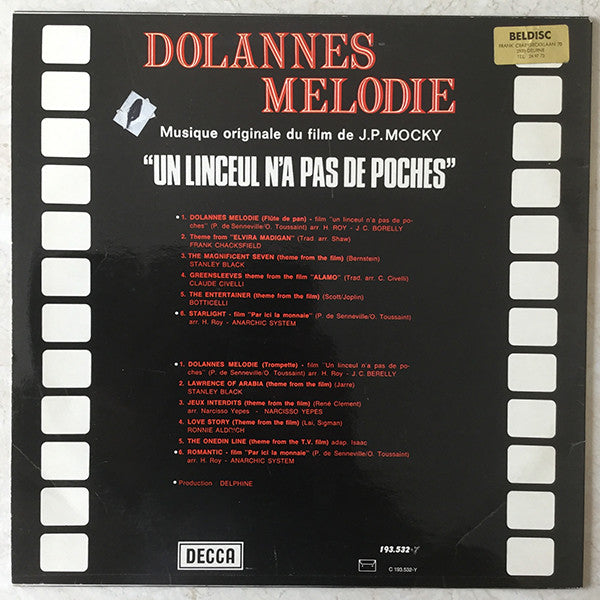 DOLANNES
MELODIE
BELDISC
TEL.
Musique originale du film de J.P. MOCKY
"UN LINCEUL N'A PAS DE POCHES"
• 1. DOLANNES MELODIE (Flûte de pan) - film "un linceul n'a pas de po-
ches" (P. de Senneville/O. Toussaint) arr. H. ROY - J.C. BORELLY
2. Theme from "ELVIRA MADIGAN" (Trad. arr. Shaw)
FRANK CHACKSFIELD
3. THE MAGNIFICENT SEVEN (theme from the film) (Bernstein)
STANLEY BLACK
4. GREENSLEEVES theme from the film "ALAMO" (Trad. arr. C. Civelli)
CLAUDE CIVELLI
5. THE ENTERTAINER (theme from the film) (Scott/Joplin)
BOTTICELLI
• 6. STARLIGHT - film "Par ici la monnaie" (P. de Senneville/O. Toussaint)
arr. H. Roy - ANARCHIC SYSTEM
• 1. DOLANNES MELODIE (Trompette) - film "Un linceul n'a pas de po-
ches" (P. de Senneville/O. Toussaint) arr. H. Roy - J.C. BERELLY
2. LAWRENCE OF ARABIA (theme from the film) (Jarre)
STANLEY BLACK
3. JEUX INTERDITS (theme from the film) (René Clement)
arr. Narcisso Yepes - NARCISSO YEPES
4. LOVE STORY (Theme from the film) (Lai, Sigman)
RONNIE ALDRICH
5. THE ONEDIN LINE (theme from the T.V. film) adap. Isaac
• 6. ROMANTIC - film "Par ici la monnaie" (P. de Senneville/O. Toussaint)
arr. H. Roy - ANARCHIC SYSTEM
• Production DELPHINE
DECCA
193.532-Y
C 193.532-Y